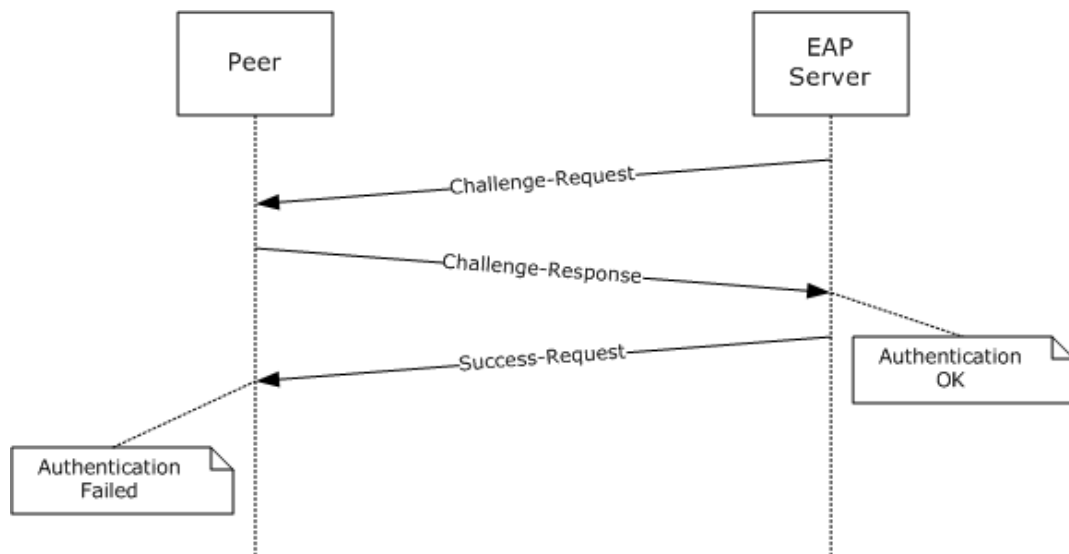 Peer
EAP
Server
Challenge-Request
Challenge-Response
Success-Request
Authentication
OK
Authentication
Failed